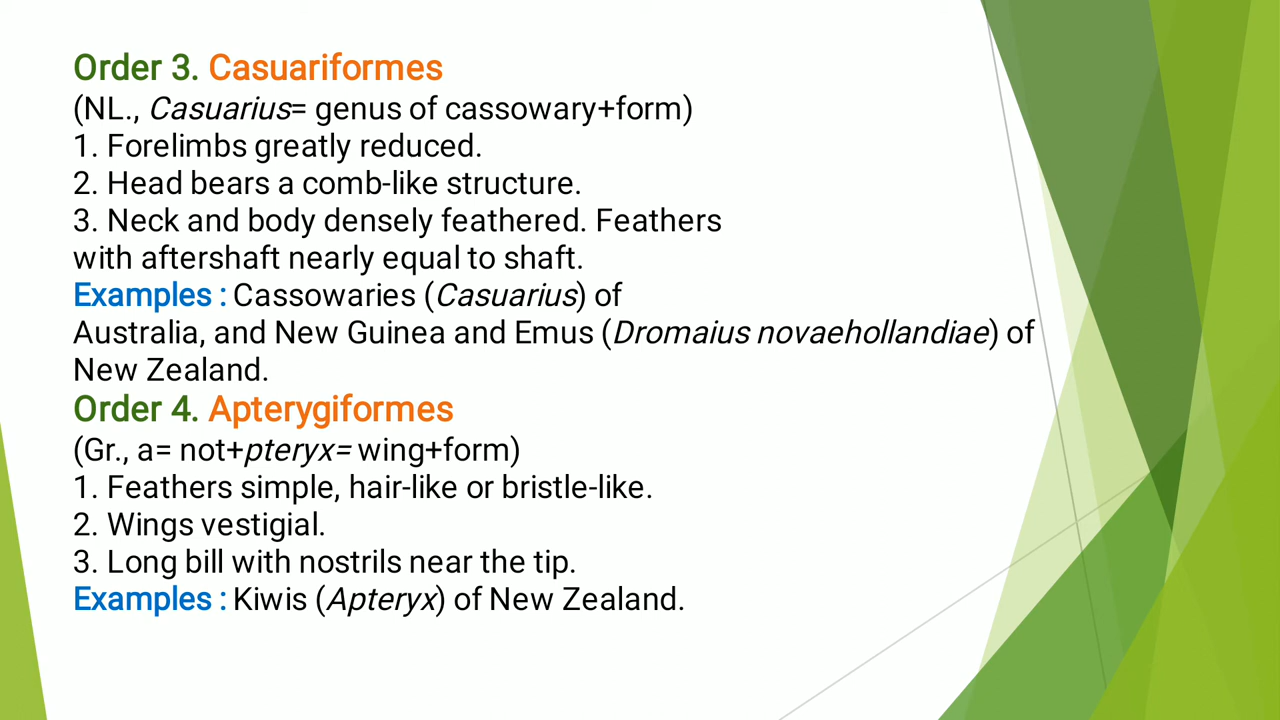 Order 3. Casuariformes
(NL., Casuarius= genus of cassowary+form)
1. Forelimbs greatly reduced.
2. Head bears a comb-like structure.
3. Neck and body densely feathered. Feathers
with aftershaft nearly equal to shaft.
Examples : Cassowaries (Casuarius) of
Australia, and New Guinea and Emus (Dromaius novaehollandiae) of
New Zealand.
Order 4. Apterygiformes
(Gr., a= not+pteryx= wing+form)
1. Feathers simple, hair-like or bristle-like.
2. Wings vestigial.
3. Long bill with nostrils near the tip.
Examples : Kiwis (Apteryx) of New Zealand.